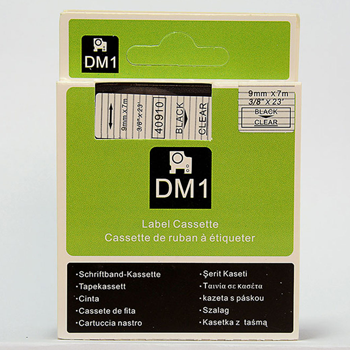 DM1
9mm x 7m
3/8" X 23'
40910
BLACK
CLEAR
9mm x 7m
3/8" X 23'
BLACK
CLEAR
DM1
Label Cassette
Cassette de ruban à étiqueter
·Schriftband-Kassette
·Tapekassett
·Cinta
·Cassete de fita
·Cartuccia nastro
·Şerit Kaseti
·Ταινία σε κασέτα
·kazeta s páskou
·Szalag
·Kasetka z taśmą